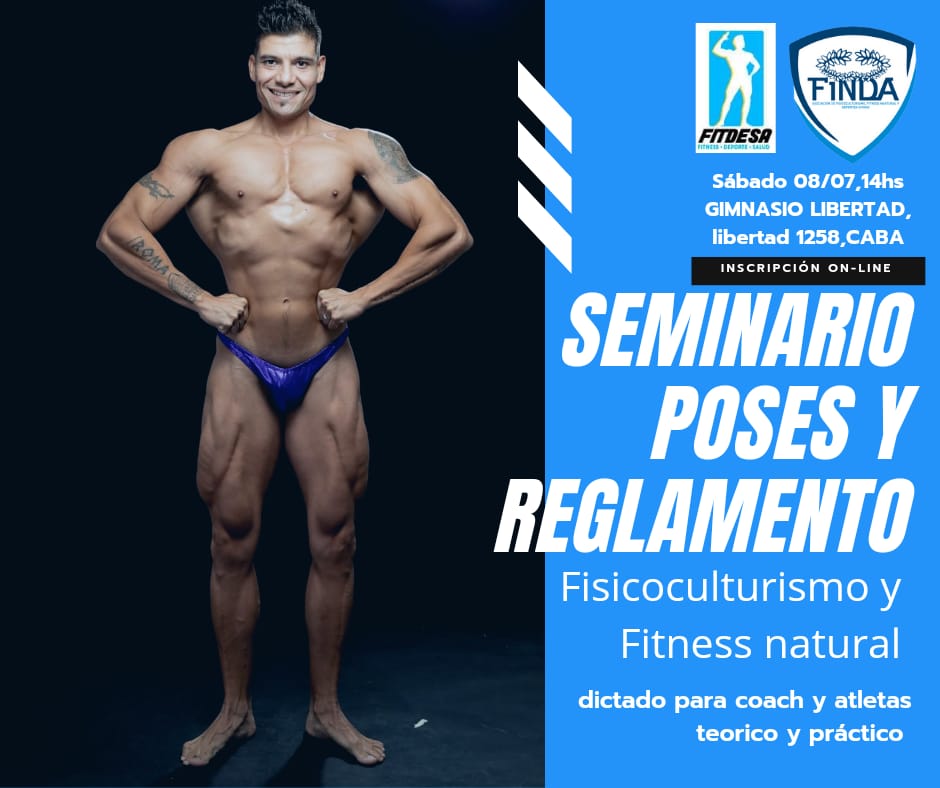 FITDESA
FITNESS • DEPORTE • SALUD
FINDA
Sábado 08/07,14hs
GIMNASIO LIBERTAD,
libertad 1258,CABA
INSCRIPCIÓN ON-LINE
SEMINARIO
POSES Y
REGLAMENTO
Fisicoculturismo y
Fitness natural
dictado para coach y atletas
teorico y práctico
ROMA